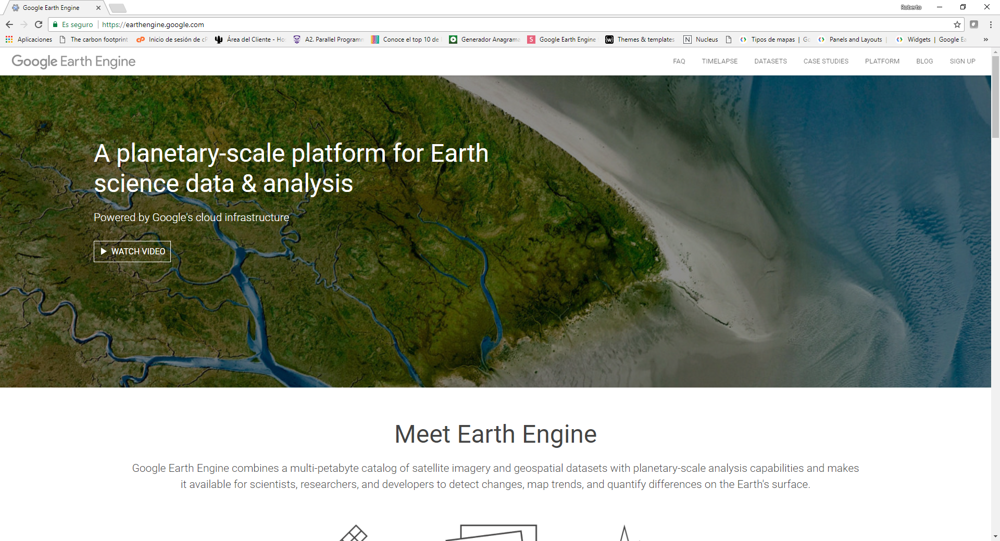 Google Earth Engine
Roberto
Es seguro
https://earthengine.google.com
Aplicaciones
The carbon footprint
Inicio de sesión de cP
Área del Cliente - Ho
A2. Parallel Program
Conoce el top 10 de
Generador Anagrama
Google Earth Engine
Themes & templates
Nucleus
Tipos de mapas | Go
Panels and Layouts |
Widgets | Google Ea
Google Earth Engine
FAQ
TIMELAPSE
DATASETS
CASE STUDIES
PLATFORM
BLOG
SIGN UP
A planetary-scale platform for Earth
science data & analysis
Powered by Google's cloud infrastructure
WATCH VIDEO
Meet Earth Engine
Google Earth Engine combines a multi-petabyte catalog of satellite imagery and geospatial datasets with planetary-scale analysis capabilities and makes
it available for scientists, researchers, and developers to detect changes, map trends, and quantify differences on the Earth's surface.